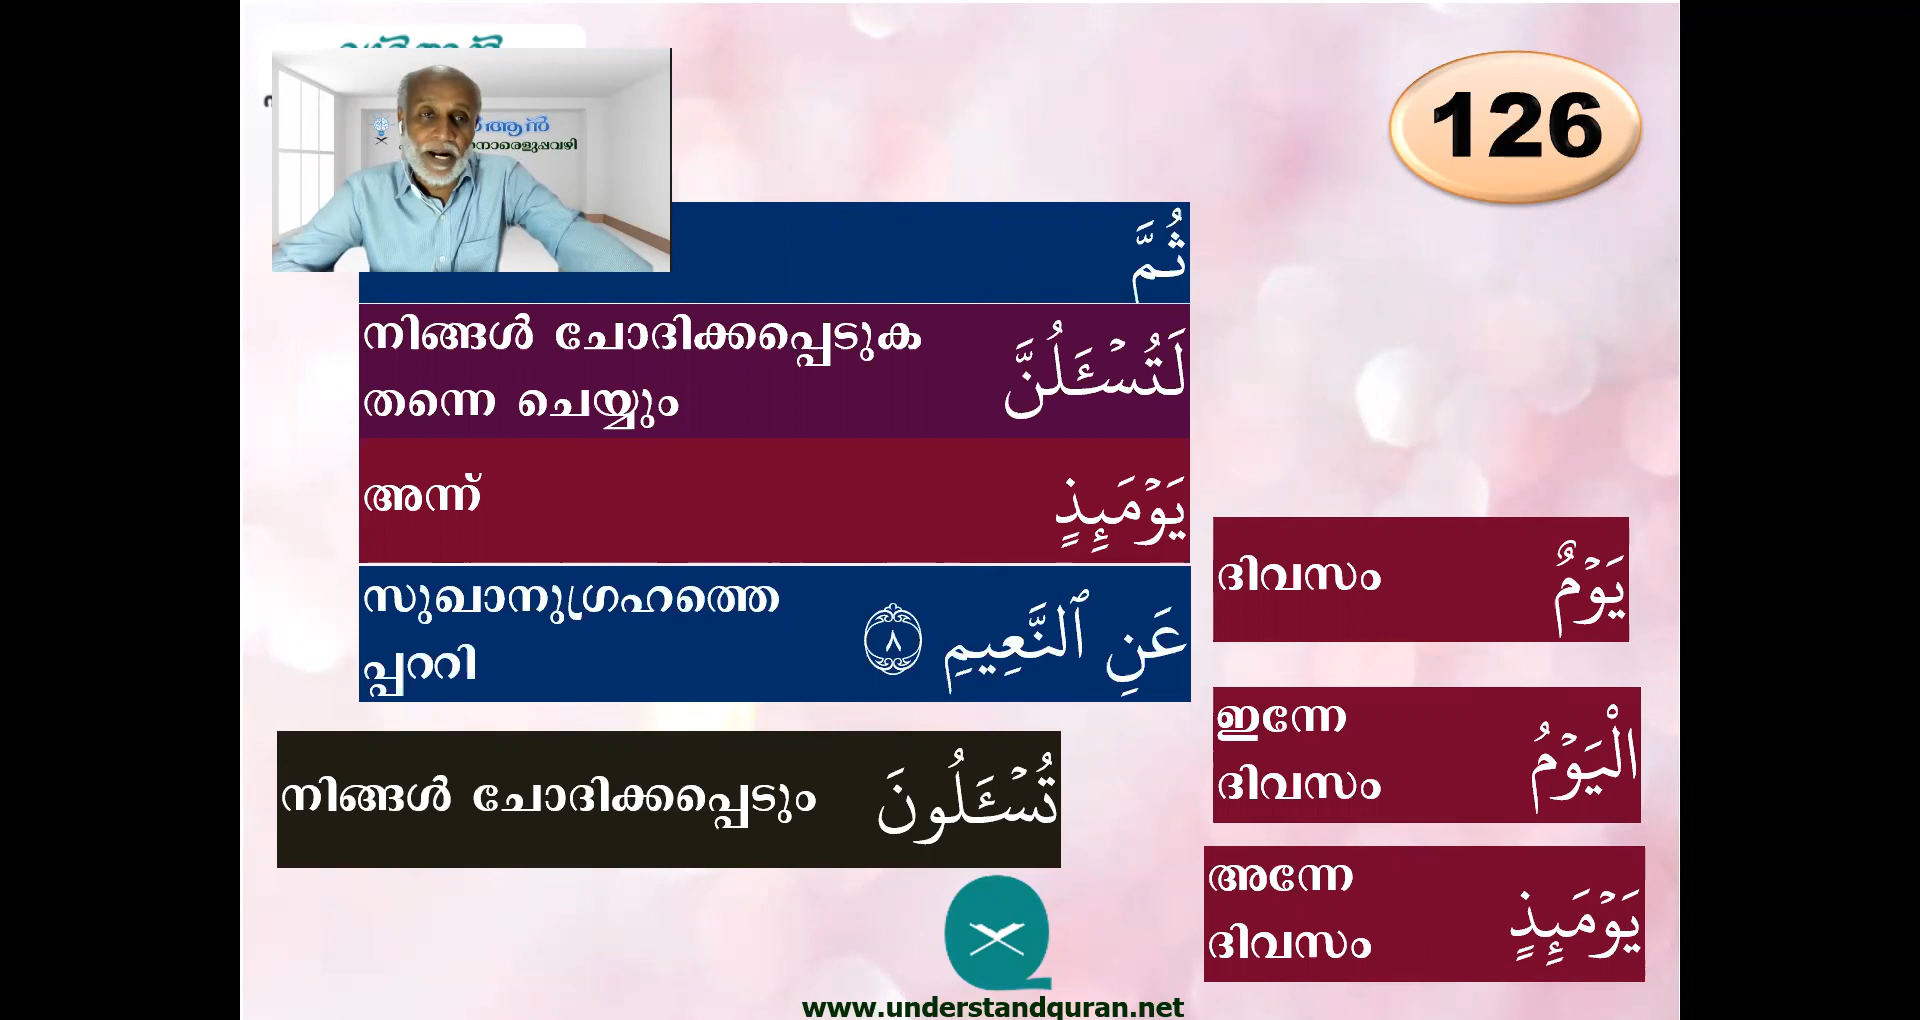 126
ثُمَّ
നിങ്ങൾ ചോദിക്കപ്പെടുക
തന്നെ ചെയ്യും
لَتُسْـَٔلُنَّ
അന്ന്
يَوْمَئِذٍ
സുഖാനുഗ്രഹത്തെ
പ്പററി
عَنِ ٱلنَّعِيمِ ٨
ദിവസം
يَوْمٌ
ഇന്നേ
ദിവസം
الْيَوْمُ
അന്നേ
ദിവസം
يَوْمَئِذٍ
നിങ്ങൾ ചോദിക്കപ്പെടും
تُسْـَٔلُونَ
www.understandquran.net